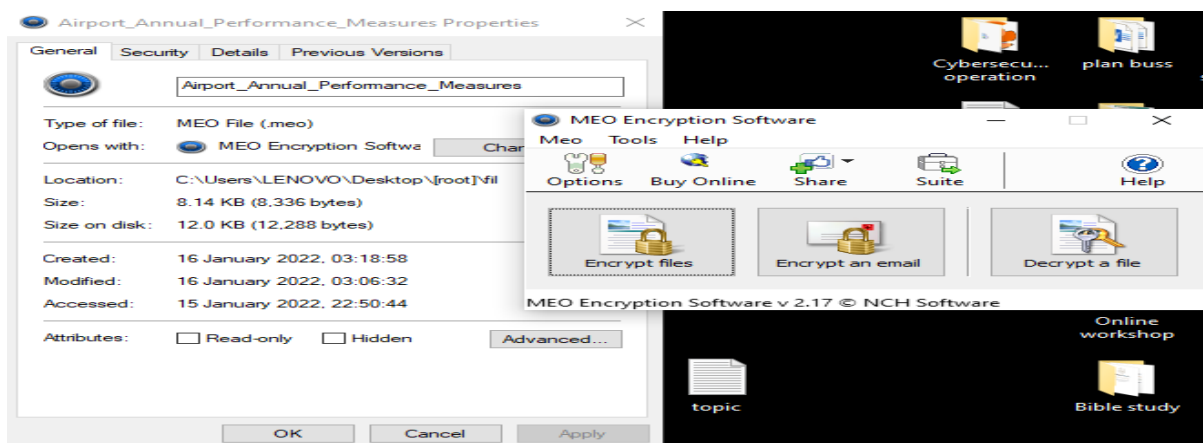 Airport_Annual_Performance_Measures Properties
General Security Details Previous Versions
Airport_Annual_Performance_Measures
Type of file: MEO File (.meo)
Opens with: MEO Encryption Softwa
Location: C:\Users\LENOVO\Desktop\[root]\fil
Size: 8.14 KB (8,336 bytes)
Size on disk: 12.0 KB (12,288 bytes)
Created: 16 January 2022, 03:18:58
Modified: 16 January 2022, 03:06:32
Accessed: 15 January 2022, 22:50:44
Attributes: Read-only Hidden Advanced...
OK Cancel Apply
Cybersecu...
operation
plan buss
MEO Encryption Software
Meo Tools Help
Options Buy Online Share Suite Help
Encrypt files Encrypt an email Decrypt a file
MEO Encryption Software v 2.17 © NCH Software
Online
workshop
topic
Bible study